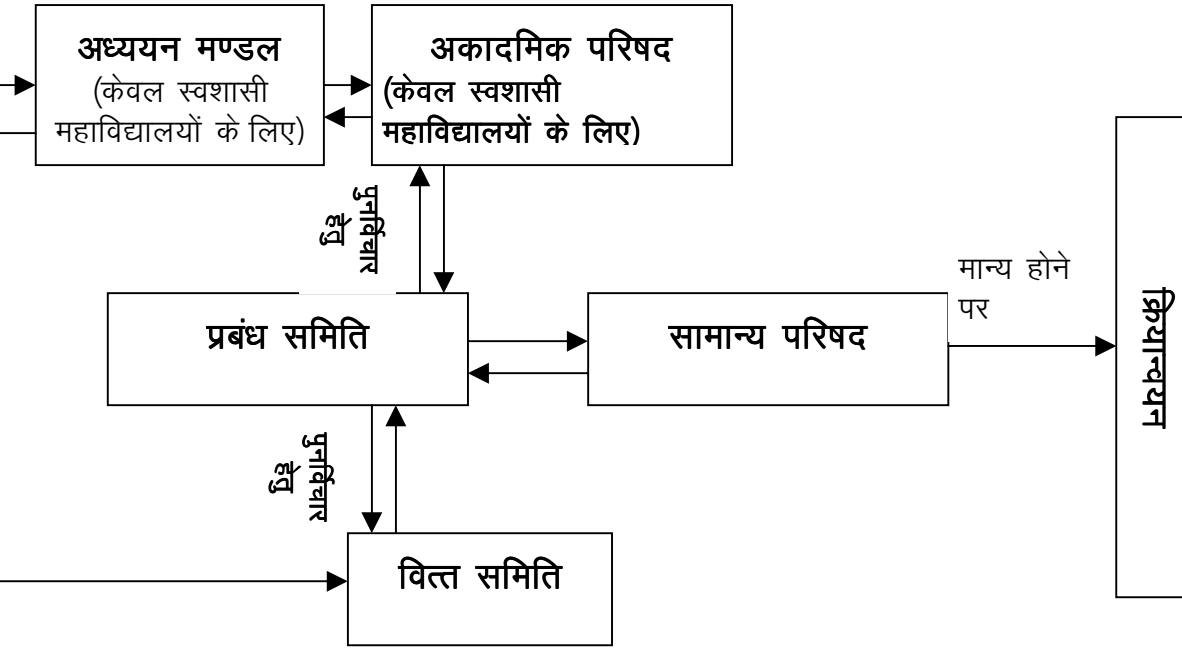 अध्ययन मण्डल
(केवल स्वशासी
महाविद्यालयों के लिए)
अकादमिक परिषद
(केवल स्वशासी
महाविद्यालयों के लिए)
पुनर्विचार
हेतु
मान्य होने
पर
प्रबंध समिति
सामान्य परिषद
क्रियान्वयन
पुनर्विचार
हेतु
वित्त समिति